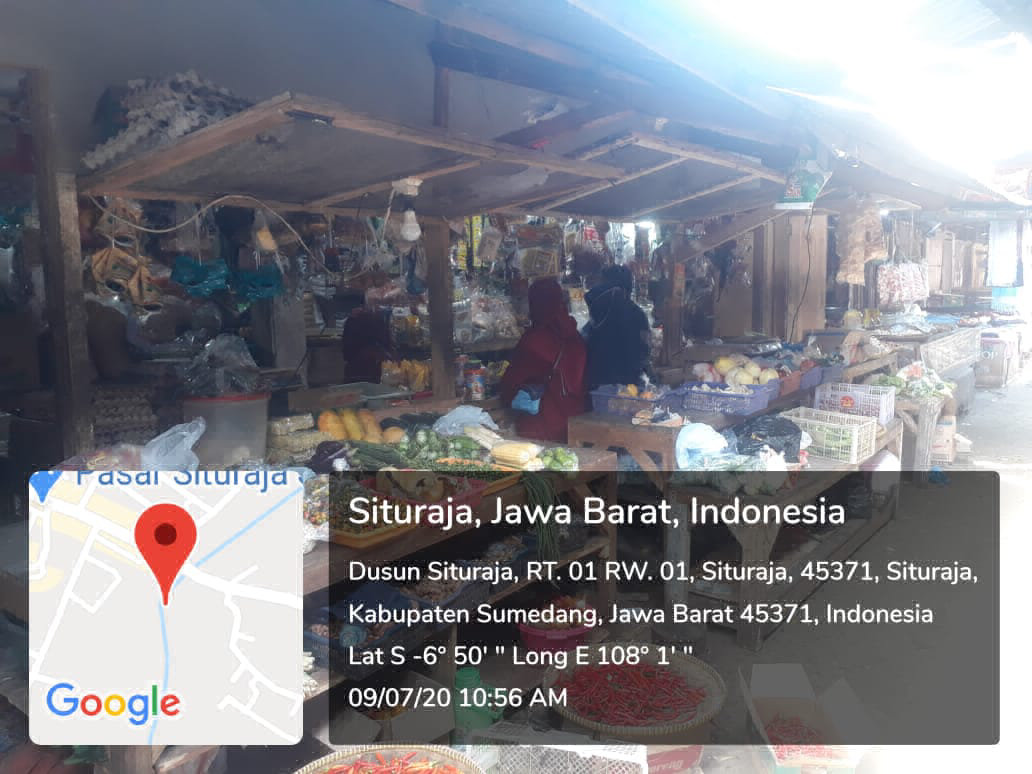 Pasar Situraja
Google
Situraja, Jawa Barat, Indonesia
Dusun Situraja, RT. 01 RW. 01, Situraja, 45371, Situraja,
Kabupaten Sumedang, Jawa Barat 45371, Indonesia
Lat S -6° 50' " Long E 108° 1' "
09/07/20 10:56 AM